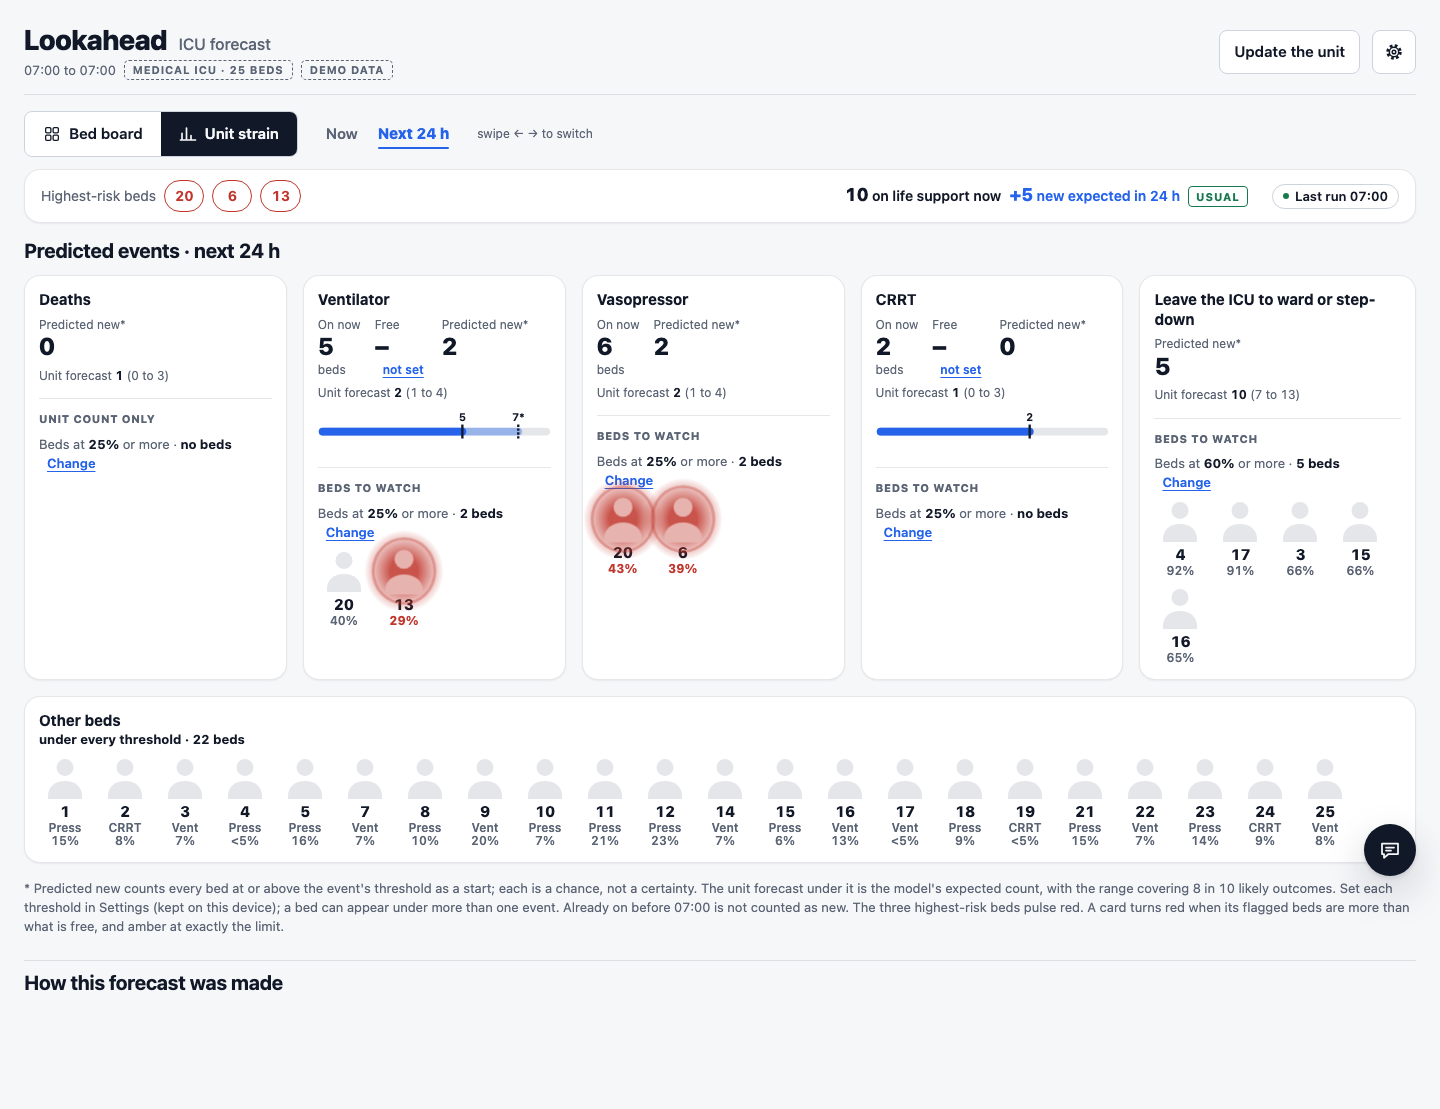 Lookahead ICU forecast
07:00 to 07:00 MEDICAL ICU · 25 BEDS DEMO DATA
Update the unit
Bed board Unit strain Now Next 24 h swipe ← → to switch
Highest-risk beds 20 6 13 10 on life support now +5 new expected in 24 h USUAL Last run 07:00
Predicted events · next 24 h
Deaths
Predicted new*
0
Unit forecast 1 (0 to 3)
UNIT COUNT ONLY
Beds at 25% or more · no beds
Change
Ventilator
On now Free Predicted new*
5 – 2
beds not set
Unit forecast 2 (1 to 4)
5 7*
BEDS TO WATCH
Beds at 25% or more · 2 beds
Change
20 13
40% 29%
Vasopressor
On now Predicted new*
6 2
beds
Unit forecast 2 (1 to 4)
BEDS TO WATCH
Beds at 25% or more · 2 beds
Change
20 6
43% 39%
CRRT
On now Free Predicted new*
2 – 0
beds not set
Unit forecast 1 (0 to 3)
2
BEDS TO WATCH
Beds at 25% or more · no beds
Change
Leave the ICU to ward or step-
down
Predicted new*
5
Unit forecast 10 (7 to 13)
BEDS TO WATCH
Beds at 60% or more · 5 beds
Change
4 17 3 15
92% 91% 66% 66%
16
65%
Other beds
under every threshold · 22 beds
1 2 3 4 5 7 8 9 10 11 12 14 15 16 17 18 19 21 22 23 24 25
Press CRRT Vent Press Press Vent Press Vent Press Press Press Vent Press Vent Vent Press CRRT Press Vent Press CRRT Vent
15% 8% 7% <5% 16% 7% 10% 20% 7% 21% 23% 7% 6% 13% <5% 9% <5% 15% 7% 14% 9% 8%
* Predicted new counts every bed at or above the event's threshold as a start; each is a chance, not a certainty. The unit forecast under it is the model's expected count, with the range covering 8 in 10 likely outcomes. Set each
threshold in Settings (kept on this device); a bed can appear under more than one event. Already on before 07:00 is not counted as new. The three highest-risk beds pulse red. A card turns red when its flagged beds are more than
what is free, and amber at exactly the limit.
How this forecast was made